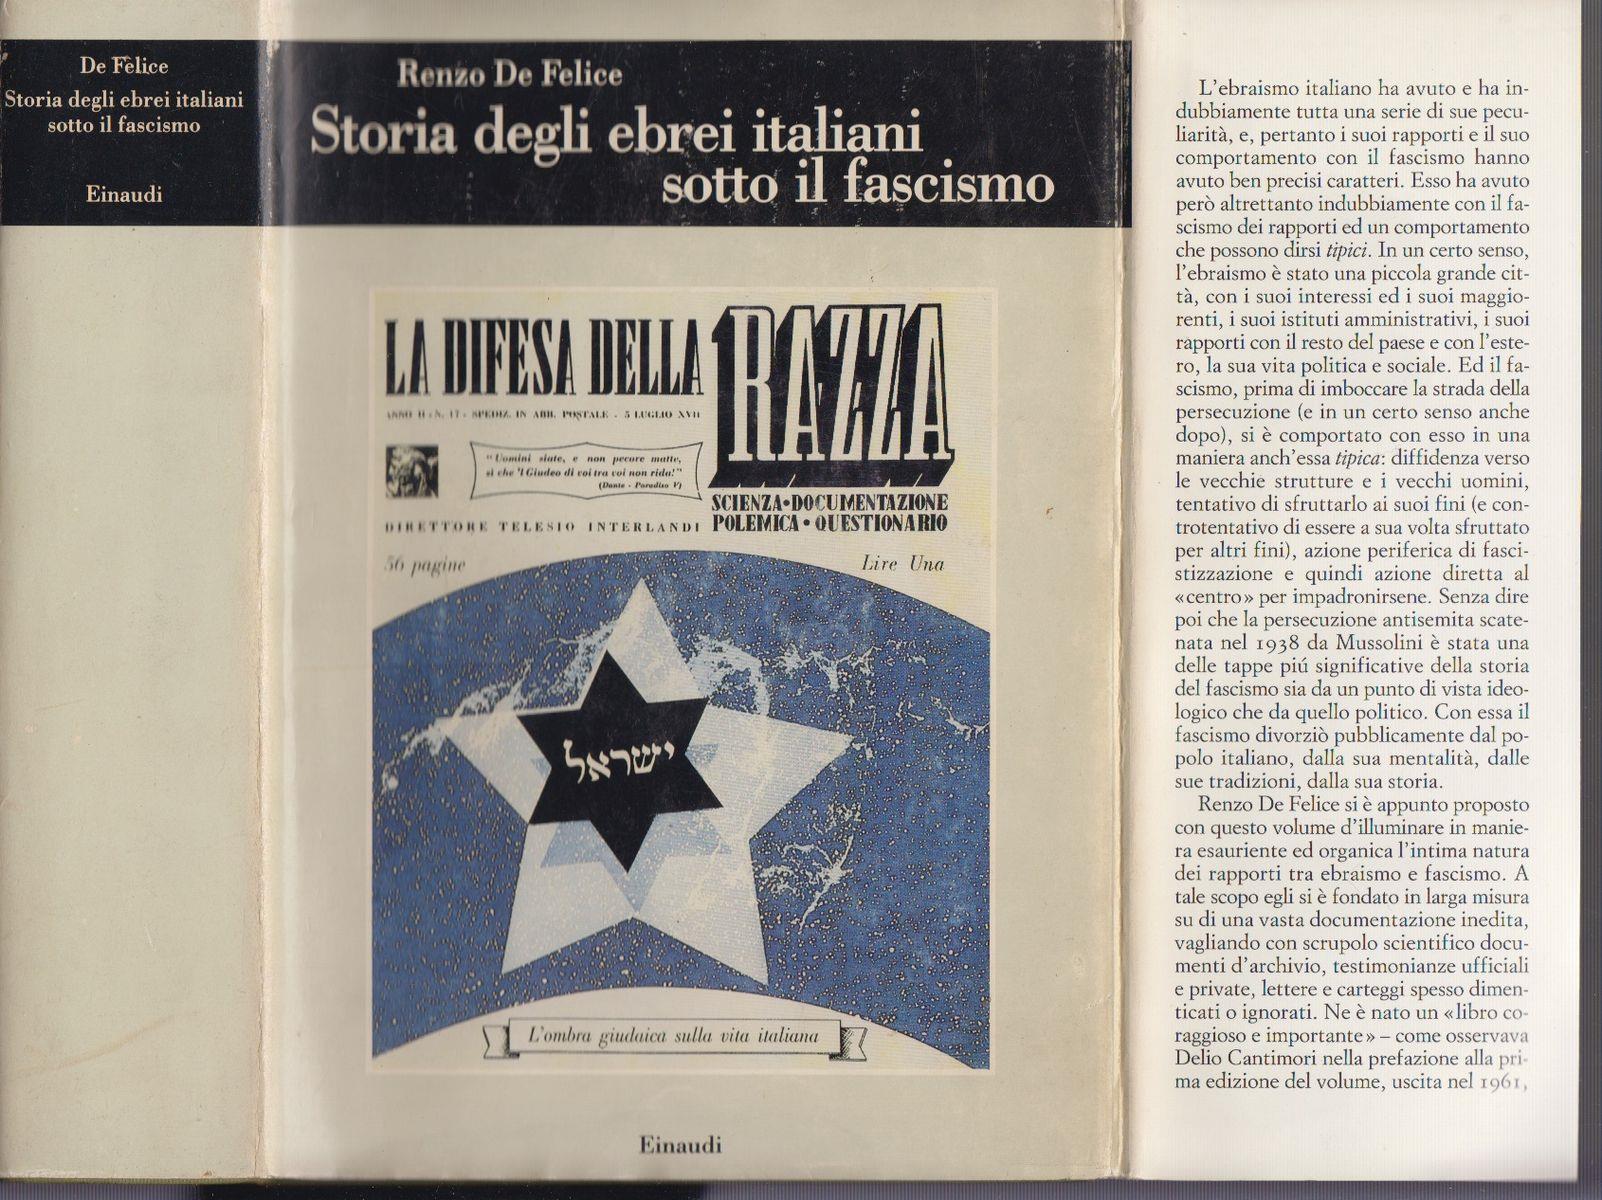 De Felice
Storia degli ebrei italiani
sotto il fascismo
Einaudi
Renzo De Felice
Storia degli ebrei italiani
sotto il fascismo
LA DIFESA DELLA RAZZA
ANNO II - N. 17 - SPEDIZ. IN ABB. POSTALE - 5 LUGLIO XVII
"Uomini siate, e non pecore matte,
sì che 'l Giudeo di voi tra voi non rida!"
(Dante - Paradiso V)
SCIENZA•DOCUMENTAZIONE
POLEMICA•QUESTIONARIO
DIRETTORE TELESIO INTERLANDI
56 pagine
Lire Una
ישראל
L'ombra giudaica sulla vita italiana
Einaudi
L'ebraismo italiano ha avuto e ha in-
dubbiamente tutta una serie di sue pecu-
liarità, e, pertanto i suoi rapporti e il suo
comportamento con il fascismo hanno
avuto ben precisi caratteri. Esso ha avuto
però altrettanto indubbiamente con il fa-
scismo dei rapporti ed un comportamento
che possono dirsi tipici. In un certo senso,
l'ebraismo è stato una piccola grande cit-
tà, con i suoi interessi ed i suoi maggio-
renti, i suoi istituti amministrativi, i suoi
rapporti con il resto del paese e con l'este-
ro, la sua vita politica e sociale. Ed il fa-
scismo, prima di imboccare la strada della
persecuzione (e in un certo senso anche
dopo), si è comportato con esso in una
maniera anch'essa tipica: diffidenza verso
le vecchie strutture e i vecchi uomini,
tentativo di sfruttarlo ai suoi fini (e con-
trotentativo di essere a sua volta sfruttato
per altri fini), azione periferica di fasci-
stizzazione e quindi azione diretta al
«centro» per impadronirsene. Senza dire
poi che la persecuzione antisemita scate-
nata nel 1938 da Mussolini è stata una
delle tappe piú significative della storia
del fascismo sia da un punto di vista ideo-
logico che da quello politico. Con essa il
fascismo divorziò pubblicamente dal po-
polo italiano, dalla sua mentalità, dalle
sue tradizioni, dalla sua storia.
Renzo De Felice si è appunto proposto
con questo volume d'illuminare in manie-
ra esauriente ed organica l'intima natura
dei rapporti tra ebraismo e fascismo. A
tale scopo egli si è fondato in larga misura
su di una vasta documentazione inedita,
vagliando con scrupolo scientifico docu-
menti d'archivio, testimonianze ufficiali
e private, lettere e carteggi spesso dimen-
ticati o ignorati. Ne è nato un «libro co-
raggioso e importante» – come osservava
Delio Cantimori nella prefazione alla pri-
ma edizione del volume, uscita nel 1961,